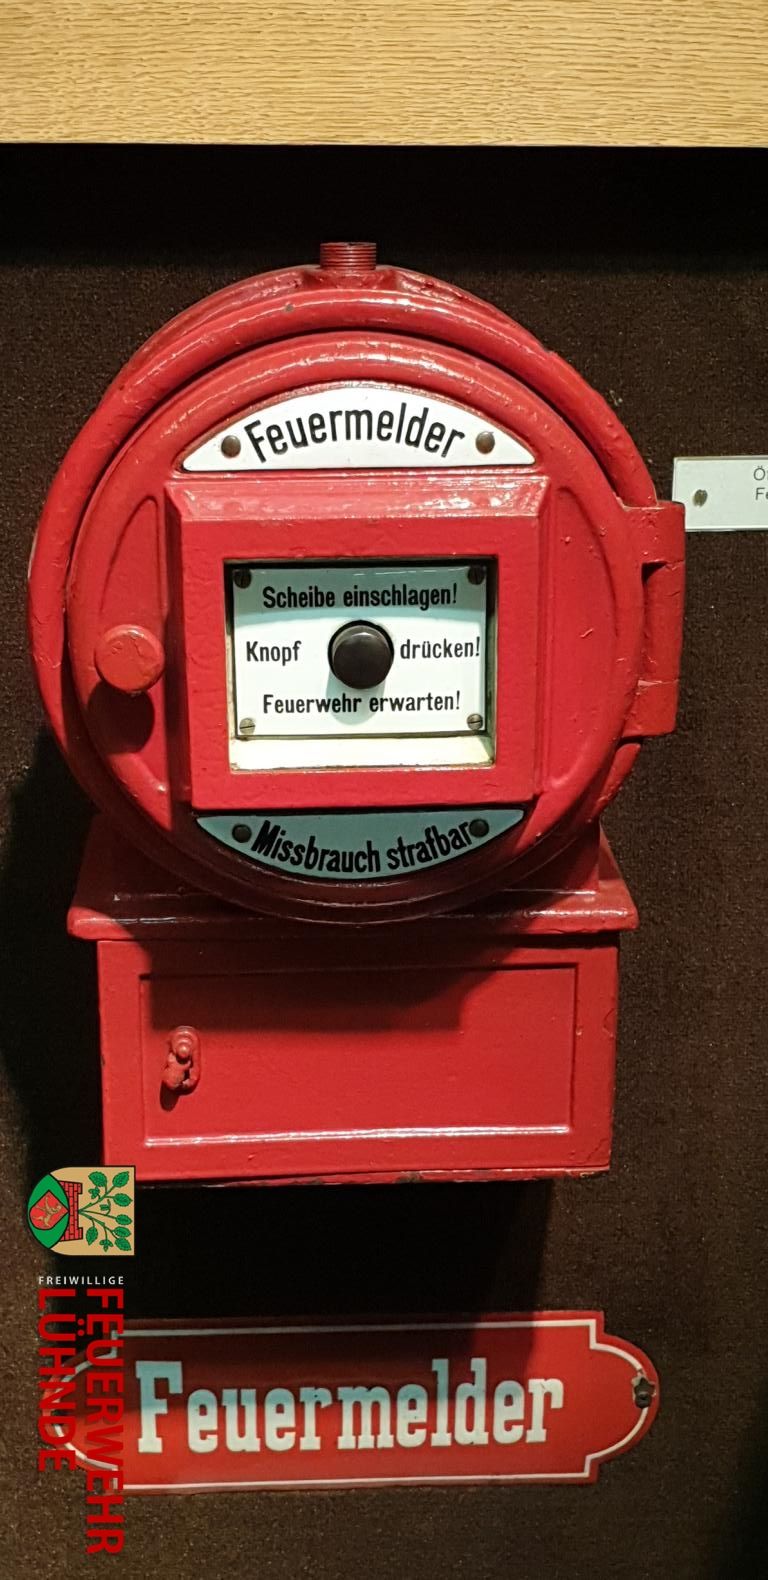 Feuermelder
Scheibe einschlagen!
Knopf drücken!
Feuerwehr erwarten!
Missbrauch strafbar
FREIWILLIGE
FEUERWEHR
LÜHNDE
Feuermelder